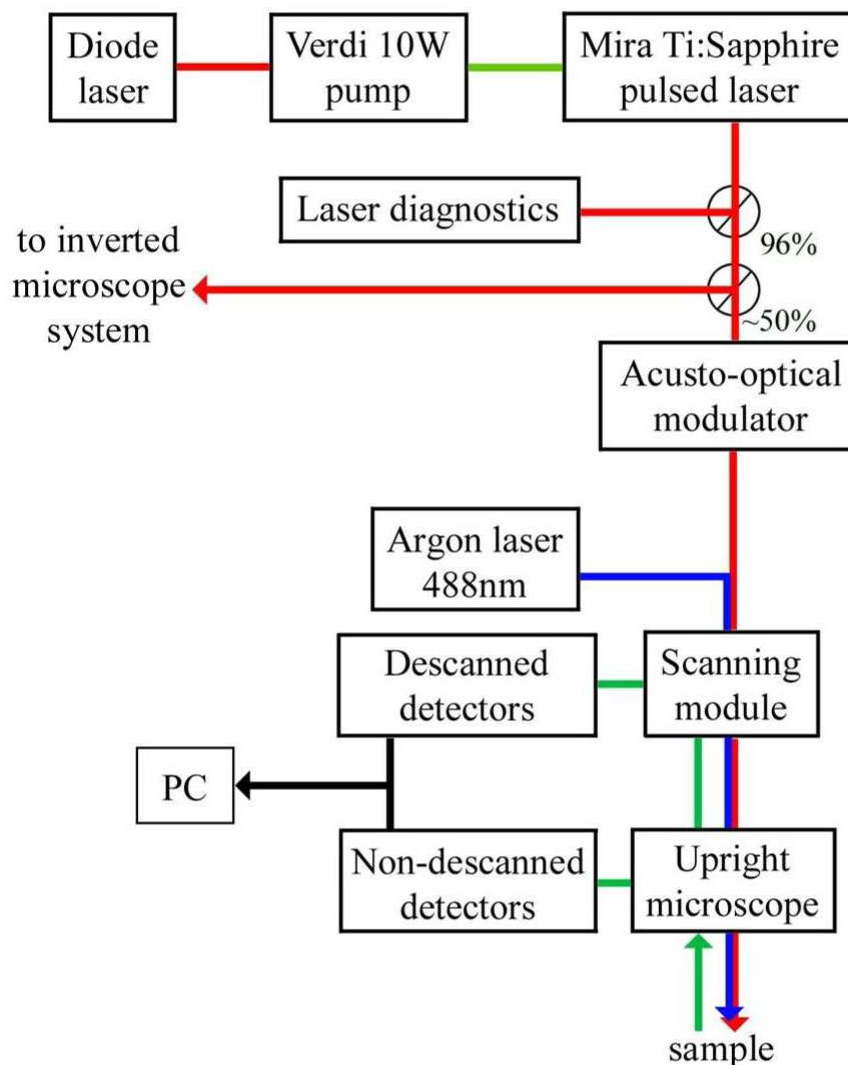 Diode
laser
Verdi 10W
pump
Mira Ti:Sapphire
pulsed laser
Laser diagnostics
96%
to inverted
microscope
system
~50%
Acusto-optical
modulator
Argon laser
488nm
Descanned
detectors
Scanning
module
PC
Non-descanned
detectors
Upright
microscope
sample